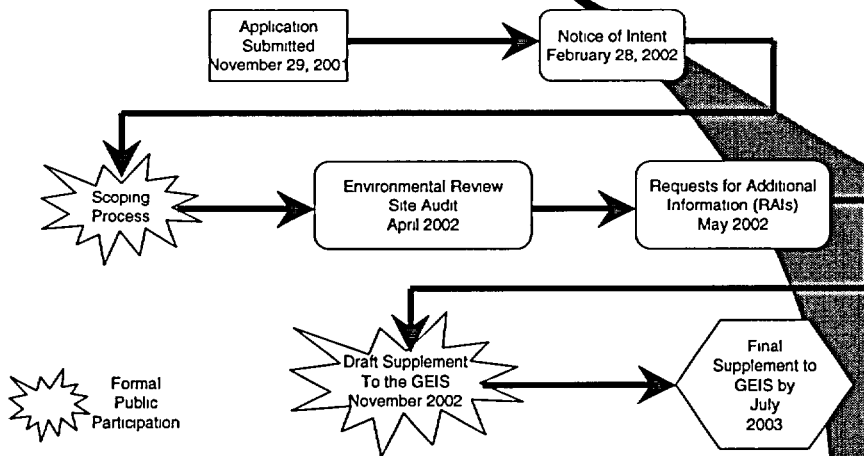 Application
Submitted
November 29, 2001
Notice of Intent
February 28, 2002
Scoping
Process
Environmental Review
Site Audit
April 2002
Requests for Additional
Information (RAIs)
May 2002
Draft Supplement
To the GEIS
November 2002
Final
Supplement to
GEIS by
July
2003
Formal
Public
Participation